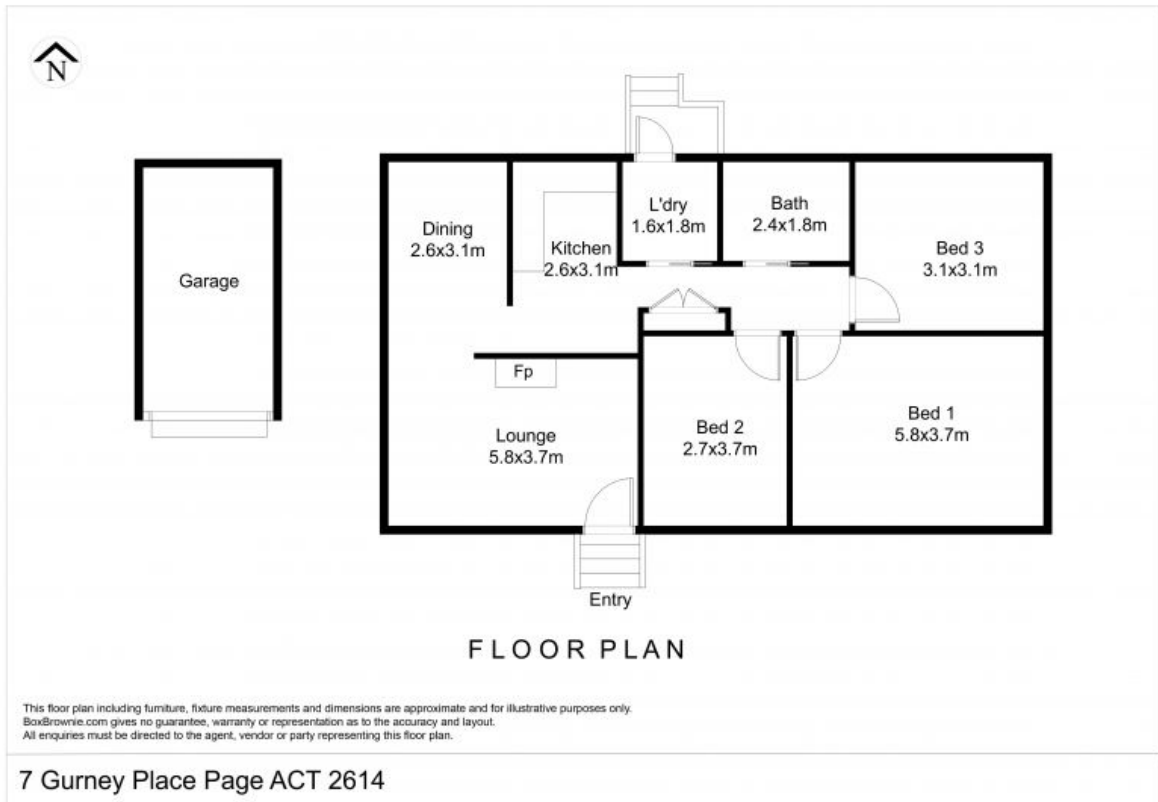 N
Garage
Dining
2.6x3.1m
Kitchen
2.6x3.1m
L'dry
1.6x1.8m
Bath
2.4x1.8m
Bed 3
3.1x3.1m
Fp
Lounge
5.8x3.7m
Bed 2
2.7x3.7m
Bed 1
5.8x3.7m
Entry
FLOOR PLAN
This floor plan including furniture, fixture measurements and dimensions are approximate and for illustrative purposes only.
BoxBrownie.com gives no guarantee, warranty or representation as to the accuracy and layout.
All enquiries must be directed to the agent, vendor or party representing this floor plan.
7 Gurney Place Page ACT 2614